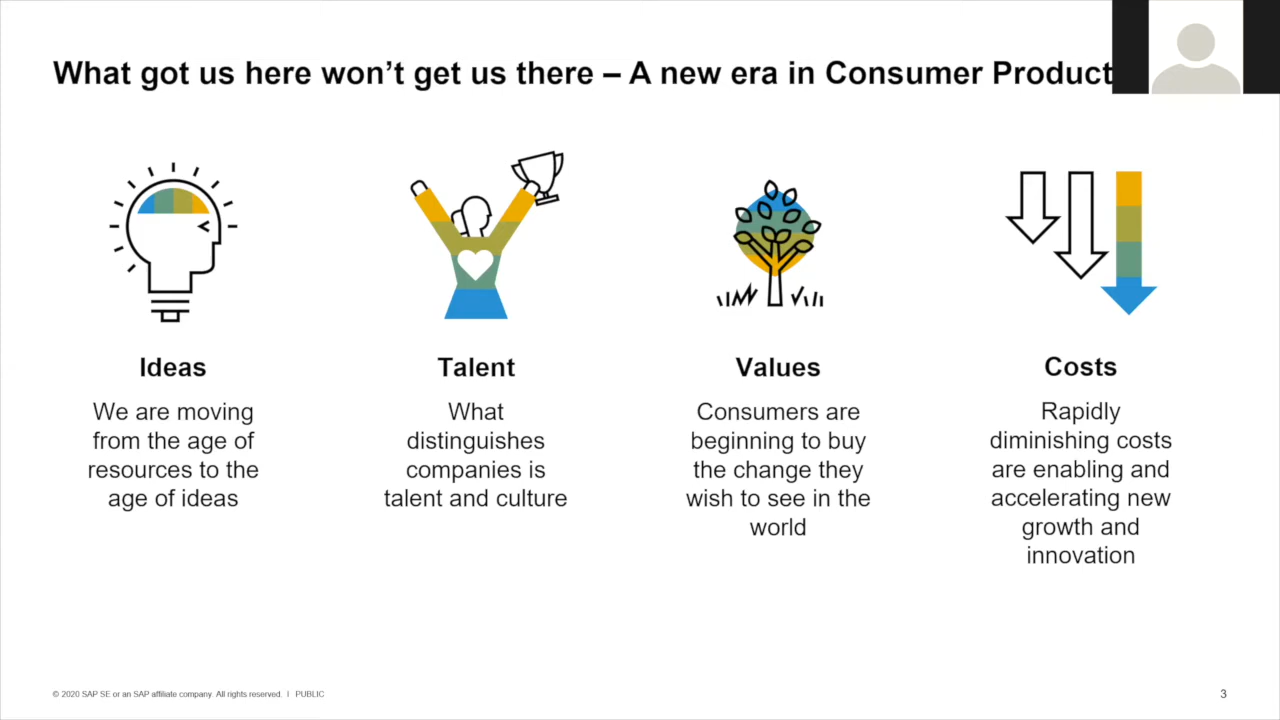 What got us here won't get us there – A new era in Consumer Product
Ideas
We are moving
from the age of
resources to the
age of ideas
Talent
What
distinguishes
companies is
talent and culture
Values
Consumers are
beginning to buy
the change they
wish to see in the
world
Costs
Rapidly
diminishing costs
are enabling and
accelerating new
growth and
innovation
© 2020 SAP SE or an SAP affiliate company. All rights reserved. I PUBLIC
3